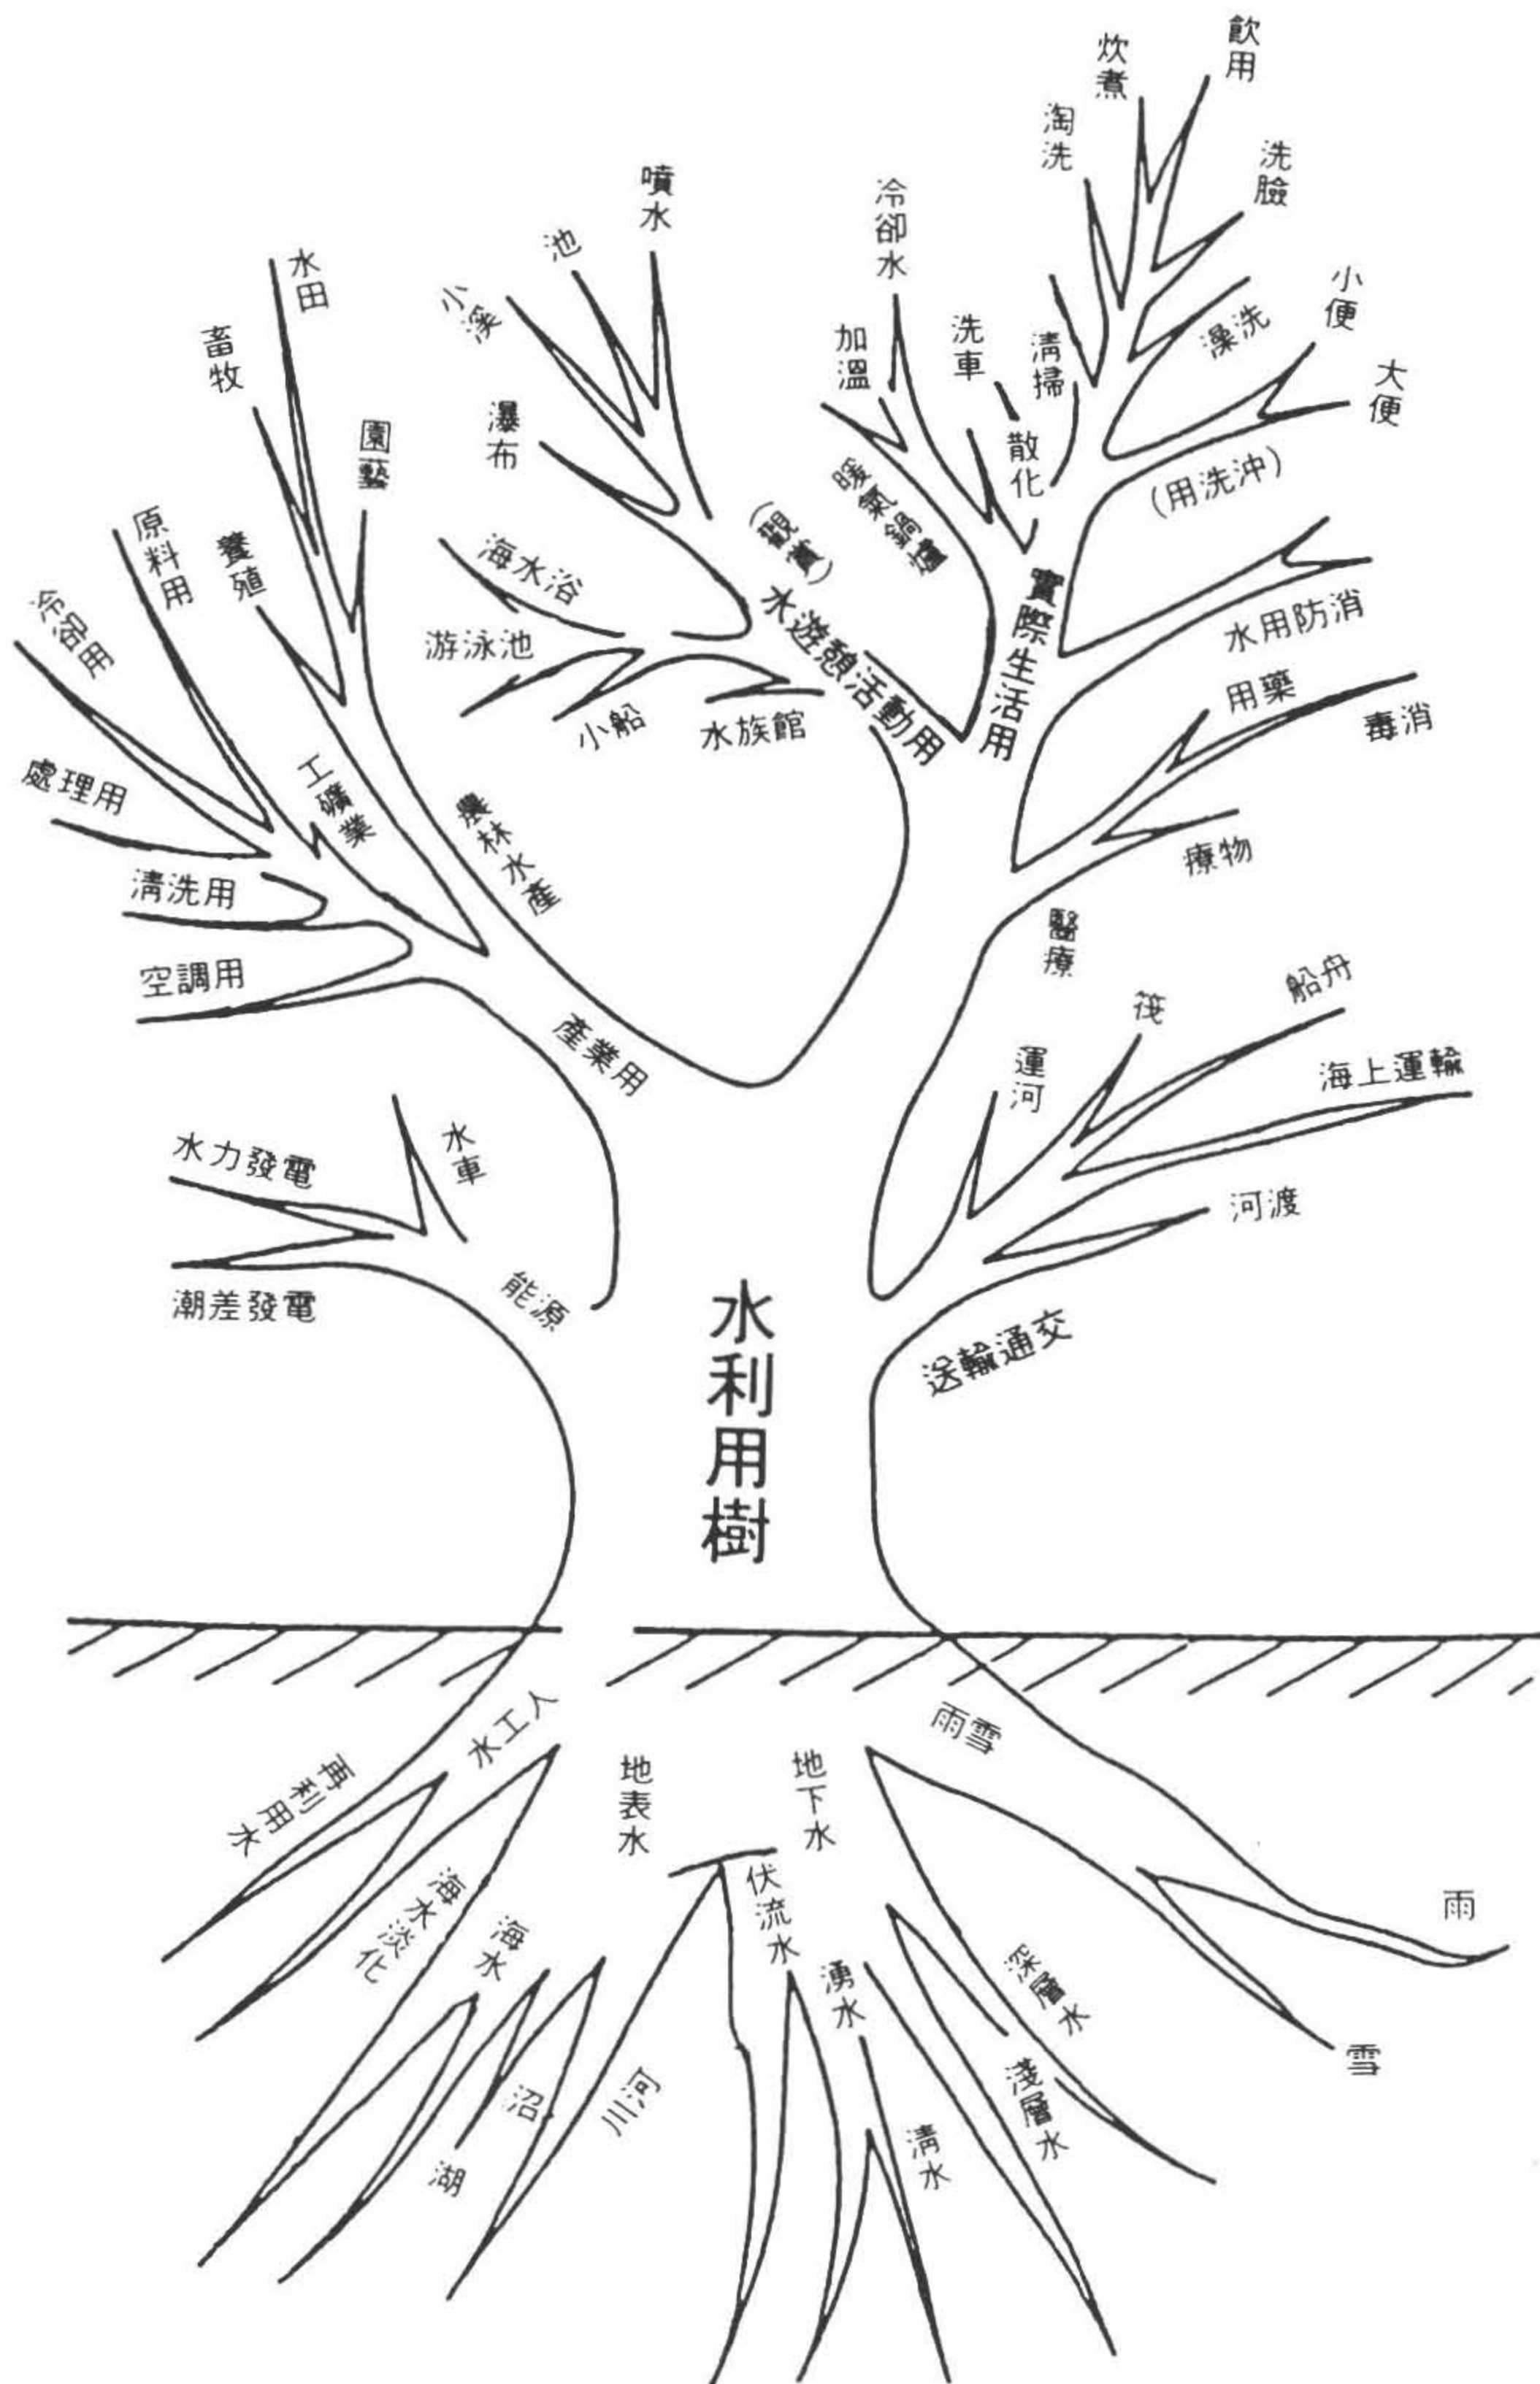 飲用
炊煮
淘洗
洗臉
澡洗
小便
大便
(用洗沖)
清掃
散化
洗車
冷卻水
加溫
暖氣鍋爐
實際生活用
水用防消
用藥
毒消
療物
醫療
噴水
池
小溪
瀑布
(觀賞)
水遊憩活動用
海水浴
游泳池
小船
水族館
水田
畜牧
園藝
養殖
農林水產
原料用
冷卻用
處理用
清洗用
空調用
工礦業
產業用
水車
水力發電
潮差發電
能源
運河
筏
船舟
海上運輸
河渡
送輸通交
水利用樹
水工人
再利用水
海水淡化
地表水
海水
湖
沼
川河
地下水
伏流水
湧水
清水
淺層水
深層水
雨雪
雨
雪